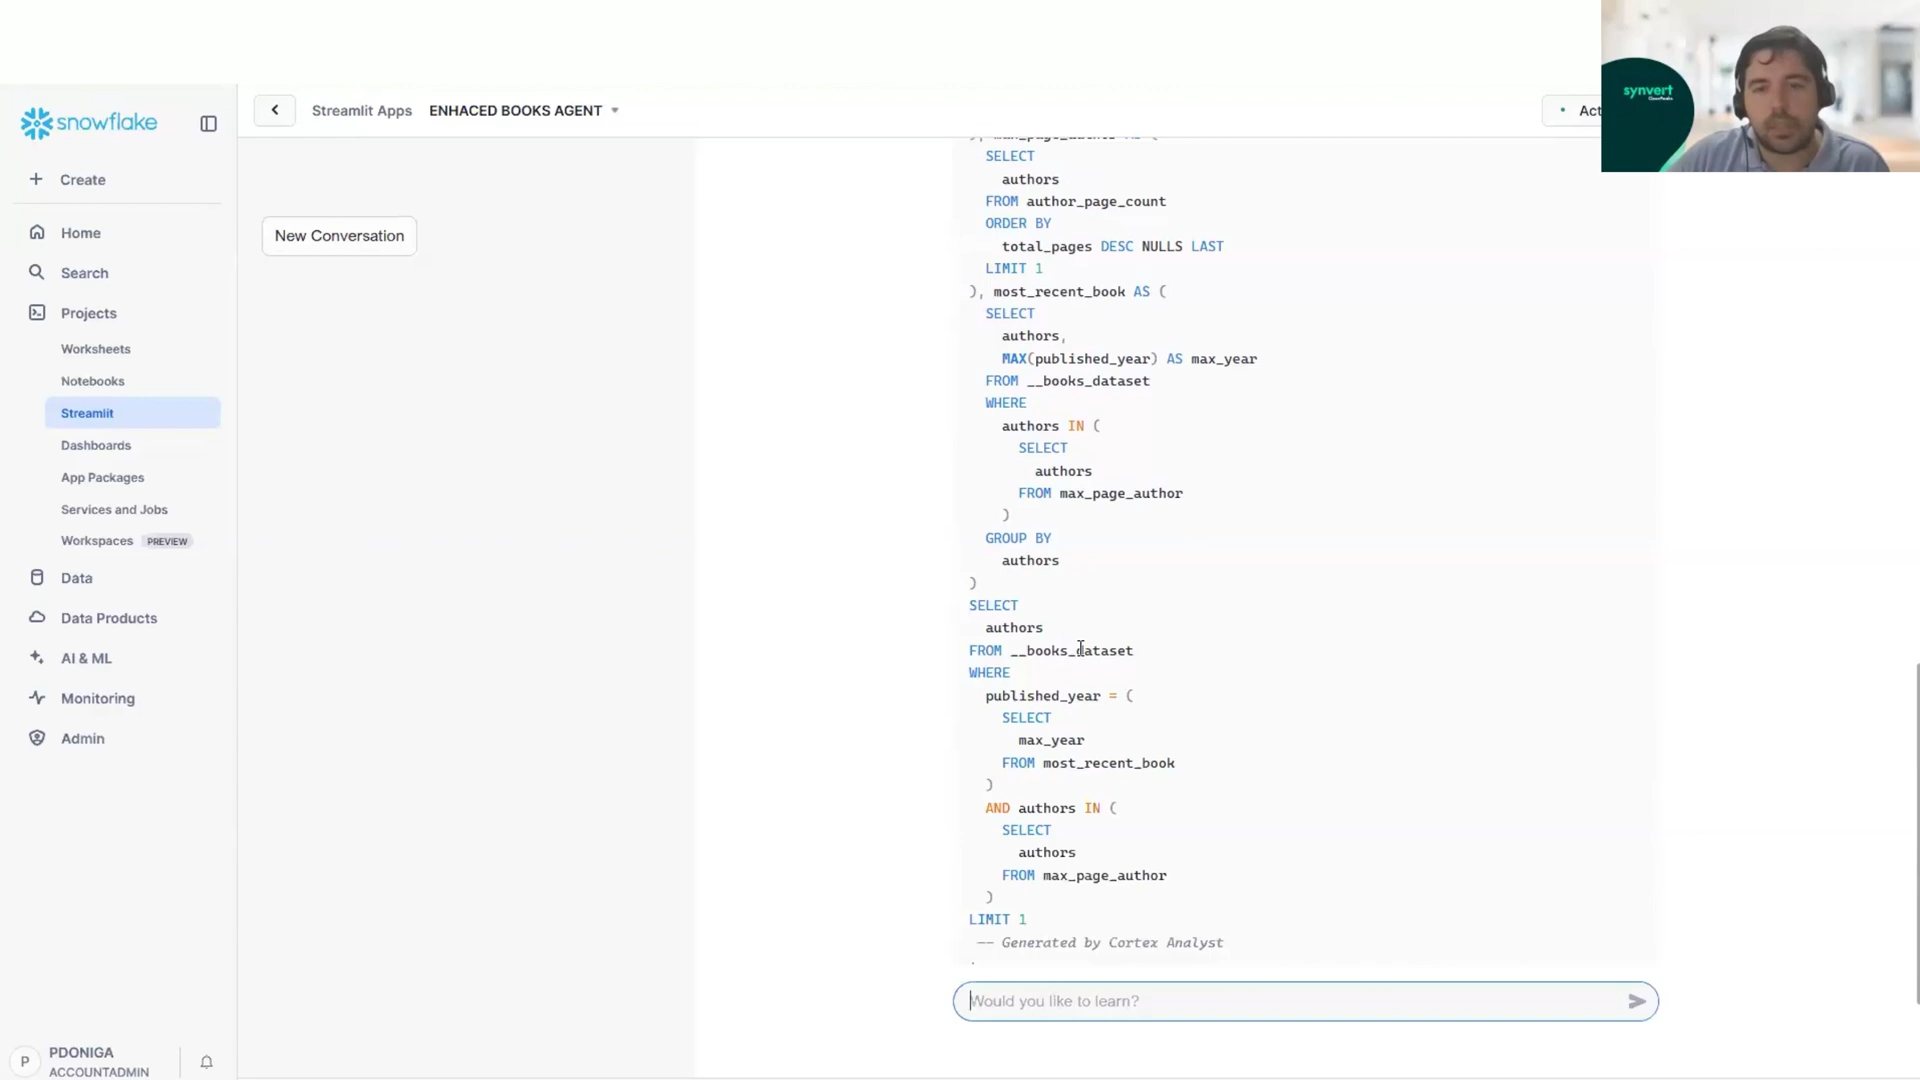 synvert
snowflake
Streamlit Apps
ENHACED BOOKS AGENT
Act
Create
Home
Search
Projects
Worksheets
Notebooks
Streamlit
Dashboards
App Packages
Services and Jobs
Workspaces PREVIEW
Data
Data Products
AI & ML
Monitoring
Admin
P
PDONIGA
ACCOUNTADMIN
New Conversation
SELECT
authors
FROM author_page_count
ORDER BY
total_pages DESC NULLS LAST
LIMIT 1
), most_recent_book AS (
SELECT
authors,
MAX(published_year) AS max_year
FROM __books_dataset
WHERE
authors IN (
SELECT
authors
FROM max_page_author
)
GROUP BY
authors
)
SELECT
authors
FROM __books_dataset
WHERE
published_year = (
SELECT
max_year
FROM most_recent_book
)
AND authors IN (
SELECT
authors
FROM max_page_author
)
LIMIT 1
-- Generated by Cortex Analyst
Would you like to learn?